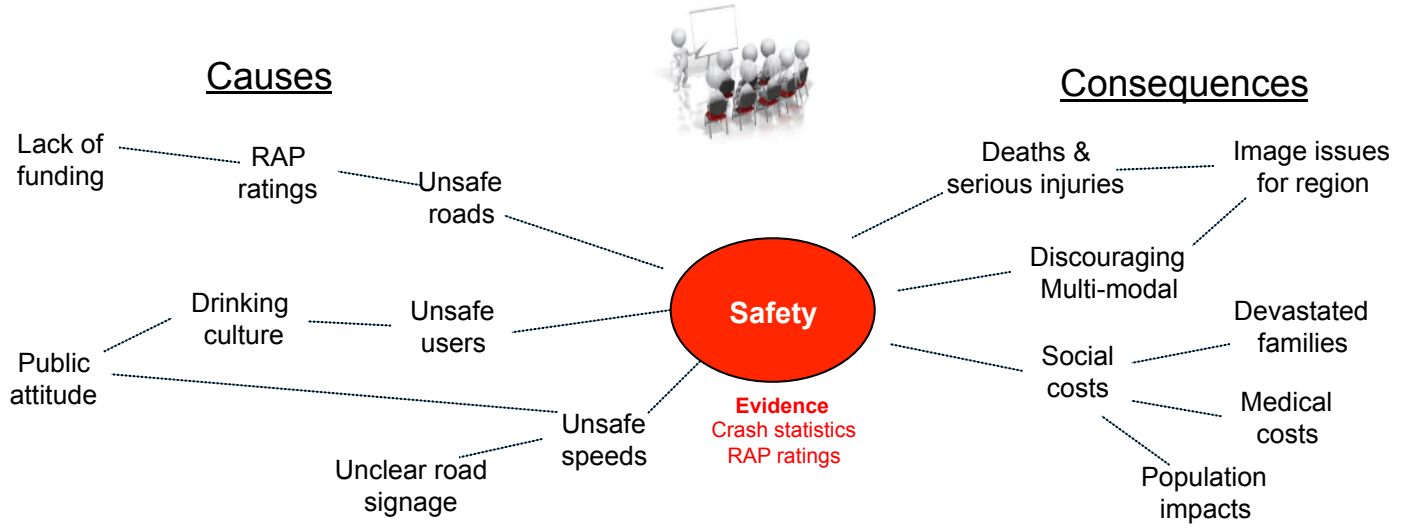 Causes
Consequences
Lack of
funding
RAP
ratings
Unsafe
roads
Drinking
culture
Unsafe
users
Public
attitude
Unsafe
speeds
Unclear road
signage
Safety
Evidence
Crash statistics
RAP ratings
Deaths &
serious injuries
Image issues
for region
Discouraging
Multi-modal
Social
costs
Devastated
families
Medical
costs
Population
impacts